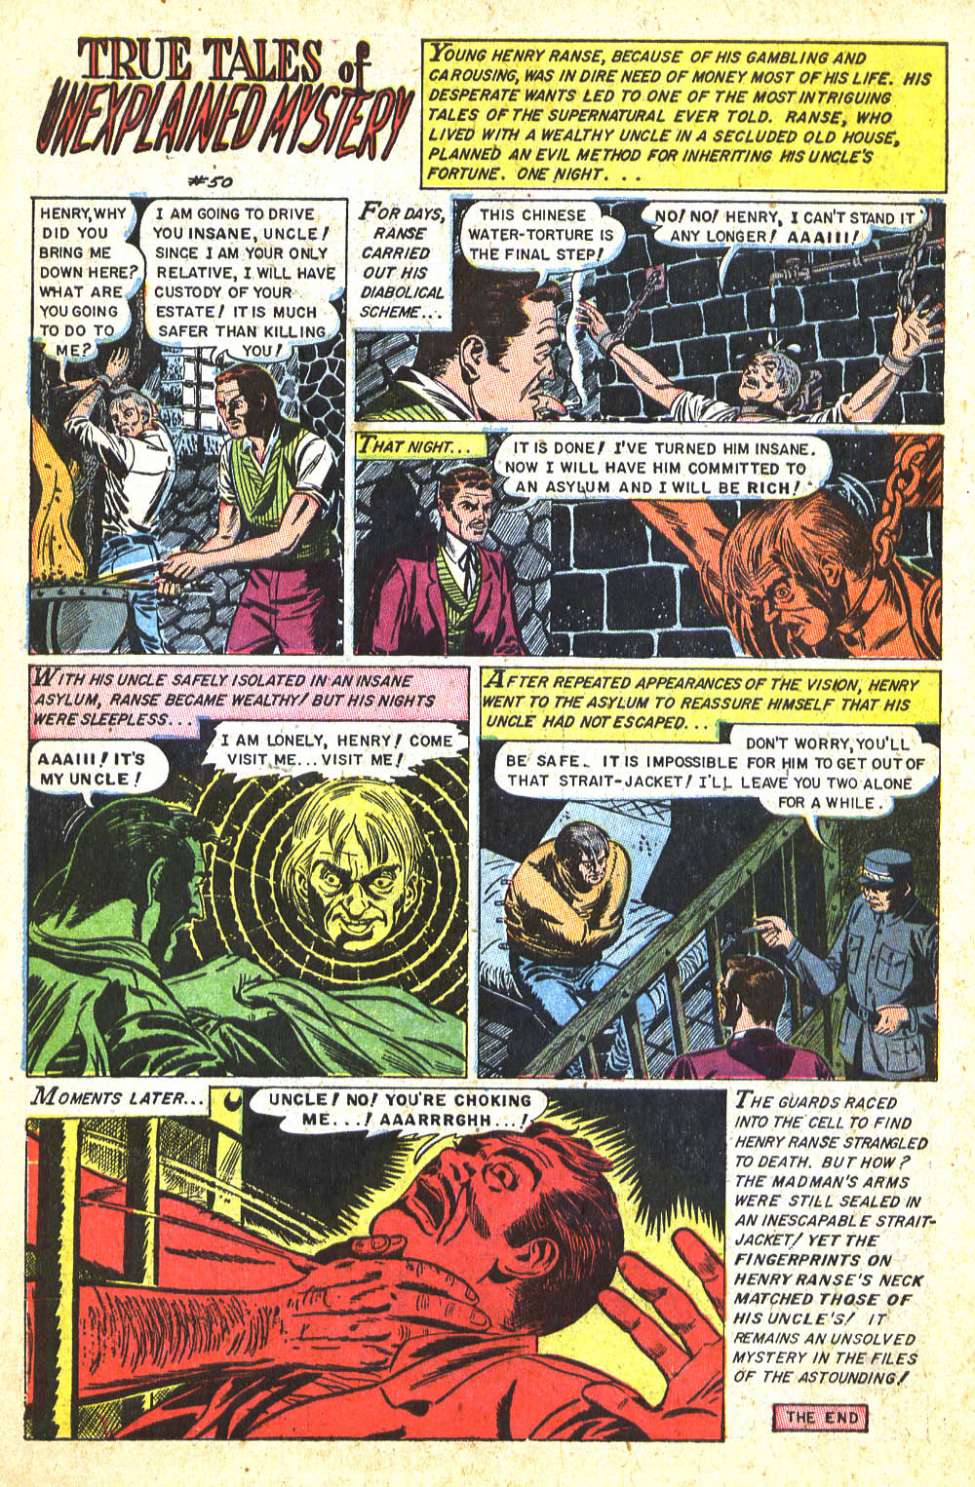 TRUE TALES of
UNEXPLAINED MYSTERY
#50
YOUNG HENRY RANSE, BECAUSE OF HIS GAMBLING AND
CAROUSING, WAS IN DIRE NEED OF MONEY MOST OF HIS LIFE. HIS
DESPERATE WANTS LED TO ONE OF THE MOST INTRIGUING
TALES OF THE SUPERNATURAL EVER TOLD. RANSE, WHO
LIVED WITH A WEALTHY UNCLE IN A SECLUDED OLD HOUSE,
PLANNED AN EVIL METHOD FOR INHERITING HIS UNCLE'S
FORTUNE. ONE NIGHT. . .
HENRY, WHY
DID YOU
BRING ME
DOWN HERE?
WHAT ARE
YOU GOING
TO DO TO
ME?
I AM GOING TO DRIVE
YOU INSANE, UNCLE!
SINCE I AM YOUR ONLY
RELATIVE, I WILL HAVE
CUSTODY OF YOUR
ESTATE! IT IS MUCH
SAFER THAN KILLING
YOU!
FOR DAYS,
RANSE
CARRIED
OUT HIS
DIABOLICAL
SCHEME...
THIS CHINESE
WATER-TORTURE IS
THE FINAL STEP!
NO! NO! HENRY, I CAN'T STAND IT
ANY LONGER! AAAIII!
THAT NIGHT...
IT IS DONE! I'VE TURNED HIM INSANE.
NOW I WILL HAVE HIM COMMITTED TO
AN ASYLUM AND I WILL BE RICH!
WITH HIS UNCLE SAFELY ISOLATED IN AN INSANE
ASYLUM, RANSE BECAME WEALTHY! BUT HIS NIGHTS
WERE SLEEPLESS...
AAAIII! IT'S
MY UNCLE!
I AM LONELY, HENRY! COME
VISIT ME... VISIT ME!
AFTER REPEATED APPEARANCES OF THE VISION, HENRY
WENT TO THE ASYLUM TO REASSURE HIMSELF THAT HIS
UNCLE HAD NOT ESCAPED...
DON'T WORRY, YOU'LL
BE SAFE. IT IS IMPOSSIBLE FOR HIM TO GET OUT OF
THAT STRAIT-JACKET! I'LL LEAVE YOU TWO ALONE
FOR A WHILE.
MOMENTS LATER...
UNCLE! NO! YOU'RE CHOKING
ME...! AAARRRGHH...!
THE GUARDS RACED
INTO THE CELL TO FIND
HENRY RANSE STRANGLED
TO DEATH. BUT HOW?
THE MADMAN'S ARMS
WERE STILL SEALED IN
AN INESCAPABLE STRAIT-
JACKET! YET THE
FINGERPRINTS ON
HENRY RANSE'S NECK
MATCHED THOSE OF
HIS UNCLE'S! IT
REMAINS AN UNSOLVED
MYSTERY IN THE FILES
OF THE ASTOUNDING!
THE END